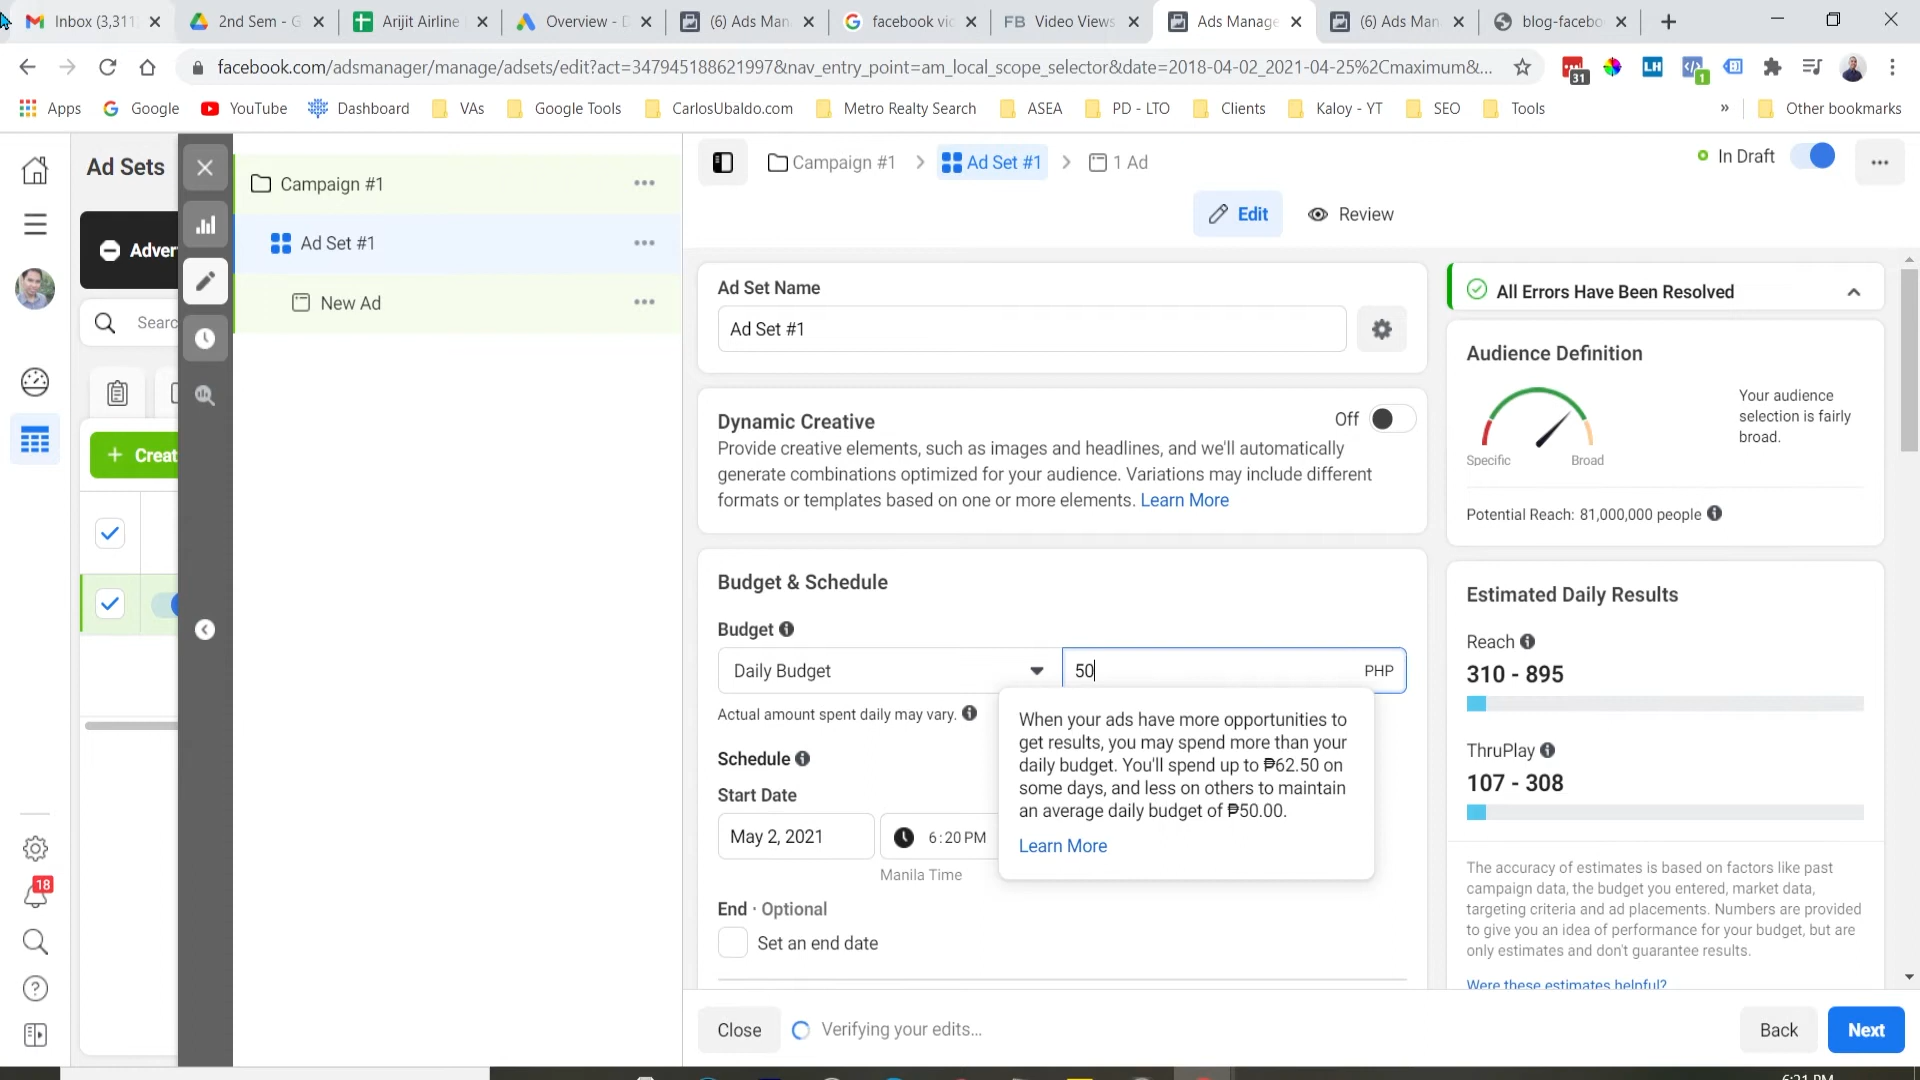 Inbox (3,311
2nd Sem - G
Arijit Airline
Overview - D
(6) Ads Man
facebook vid
FB Video Views
Ads Manage
(6) Ads Man
blog-facebo
facebook.com/adsmanager/manage/adsets/edit?act=347945188621997&nav_entry_point=am_local_scope_selector&date=2018-04-02_2021-04-25%2Cmaximum&...
31
LH
1
Apps
Google
YouTube
Dashboard
VAs
Google Tools
CarlosUbaldo.com
Metro Realty Search
ASEA
PD - LTO
Clients
Kaloy - YT
SEO
Tools
»
Other bookmarks
Ad Sets
Campaign #1
Campaign #1 > Ad Set #1 > 1 Ad
In Draft
Edit
Review
Adver
Ad Set #1
New Ad
Searc
+ Creat
Ad Set Name
Ad Set #1
Dynamic Creative
Off
Provide creative elements, such as images and headlines, and we'll automatically
generate combinations optimized for your audience. Variations may include different
formats or templates based on one or more elements. Learn More
Budget & Schedule
Budget
Daily Budget
50
PHP
Actual amount spent daily may vary.
When your ads have more opportunities to
get results, you may spend more than your
daily budget. You'll spend up to ₱62.50 on
some days, and less on others to maintain
an average daily budget of ₱50.00.
Learn More
Schedule
Start Date
May 2, 2021
6:20 PM
Manila Time
End · Optional
Set an end date
All Errors Have Been Resolved
Audience Definition
Your audience
selection is fairly
broad.
Specific
Broad
Potential Reach: 81,000,000 people
Estimated Daily Results
Reach
310 - 895
ThruPlay
107 - 308
The accuracy of estimates is based on factors like past
campaign data, the budget you entered, market data,
targeting criteria and ad placements. Numbers are provided
to give you an idea of performance for your budget, but are
only estimates and don't guarantee results.
Were these estimates helpful?
18
Close
Verifying your edits...
Back
Next
6:21 PM